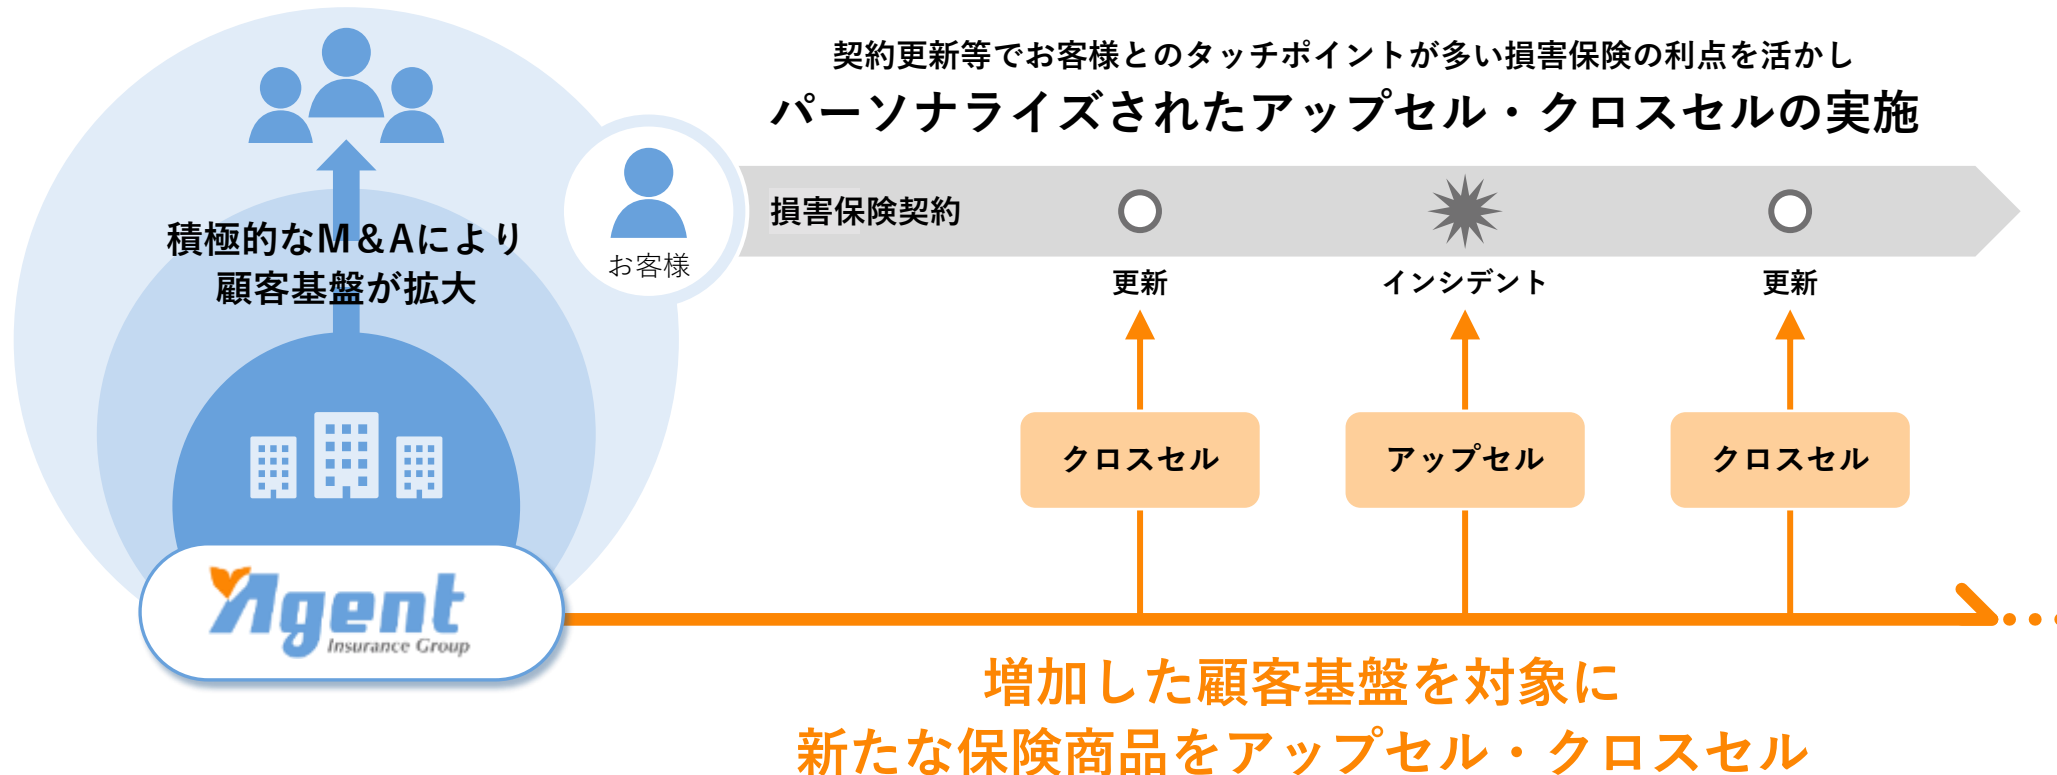 契約更新等でお客様とのタッチポイントが多い損害保険の利点を活かし
パーソナライズされたアップセル・クロスセルの実施
積極的なM&Aにより
顧客基盤が拡大
お客様
損害保険契約
更新
インシデント
更新
クロスセル
アップセル
クロスセル
Agent
Insurance Group
増加した顧客基盤を対象に
新たな保険商品をアップセル・クロスセル